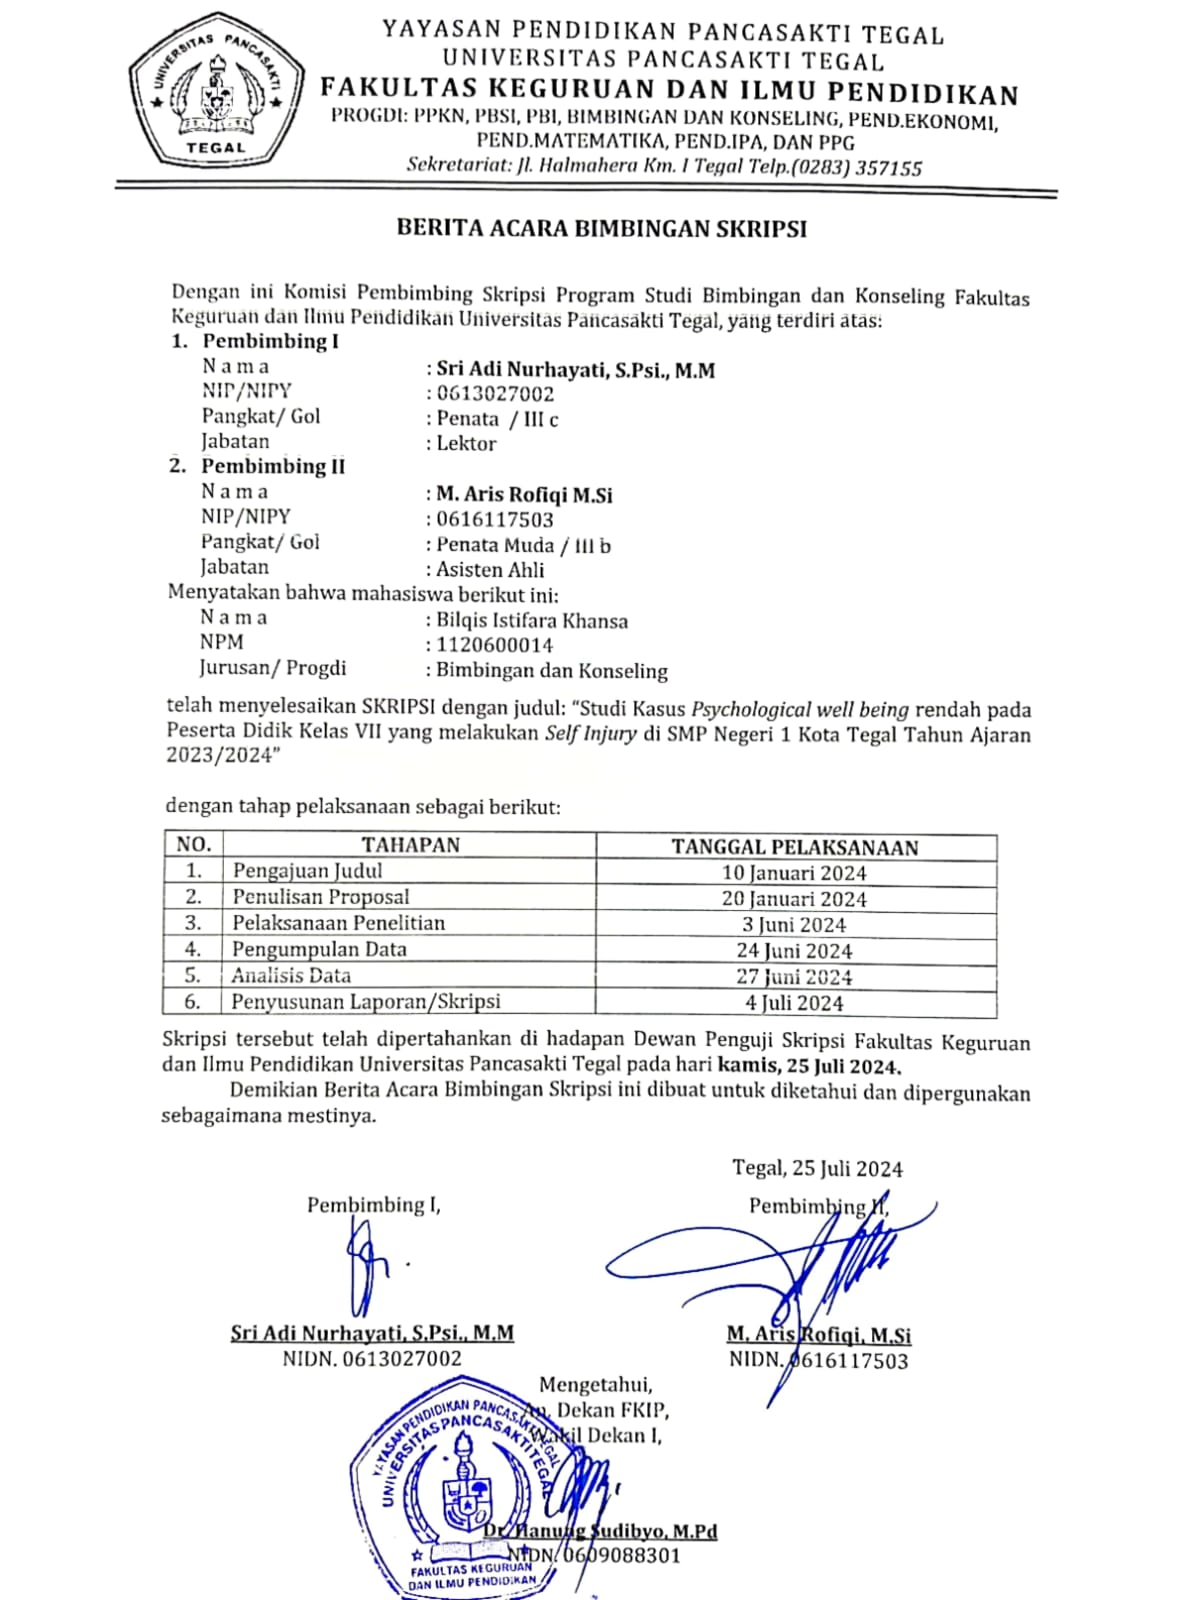 UNIVERSITAS PANCASAKTI
TEGAL
YAYASAN PENDIDIKAN PANCASAKTI TEGAL
UNIVERSITAS PANCASAKTI TEGAL
FAKULTAS KEGURUAN DAN ILMU PENDIDIKAN
PROGDI: PPKN, PBSI, PBI, BIMBINGAN DAN KONSELING, PEND.EKONOMI,
PEND.MATEMATIKA, PEND.IPA, DAN PPG
Sekretariat: Jl. Halmahera Km. I Tegal Telp.(0283) 357155
BERITA ACARA BIMBINGAN SKRIPSI
Dengan ini Komisi Pembimbing Skripsi Program Studi Bimbingan dan Konseling Fakultas
Keguruan dan Ilmu Pendidikan Universitas Pancasakti Tegal, yang terdiri atas:
1. Pembimbing I
N a m a : Sri Adi Nurhayati, S.Psi., M.M
NIP/NIPY : 0613027002
Pangkat/ Gol : Penata / III c
Jabatan : Lektor
2. Pembimbing II
N a m a : M. Aris Rofiqi M.Si
NIP/NIPY : 0616117503
Pangkat/ Gol : Penata Muda / III b
Jabatan : Asisten Ahli
Menyatakan bahwa mahasiswa berikut ini:
N a m a : Bilqis Istifara Khansa
NPM : 1120600014
Jurusan/ Progdi : Bimbingan dan Konseling
telah menyelesaikan SKRIPSI dengan judul: “Studi Kasus Psychological well being rendah pada
Peserta Didik Kelas VII yang melakukan Self Injury di SMP Negeri 1 Kota Tegal Tahun Ajaran
2023/2024”
dengan tahap pelaksanaan sebagai berikut:
NO. TAHAPAN TANGGAL PELAKSANAAN
1. Pengajuan Judul 10 Januari 2024
2. Penulisan Proposal 20 Januari 2024
3. Pelaksanaan Penelitian 3 Juni 2024
4. Pengumpulan Data 24 Juni 2024
5. Analisis Data 27 Juni 2024
6. Penyusunan Laporan/Skripsi 4 Juli 2024
Skripsi tersebut telah dipertahankan di hadapan Dewan Penguji Skripsi Fakultas Keguruan
dan Ilmu Pendidikan Universitas Pancasakti Tegal pada hari kamis, 25 Juli 2024.
Demikian Berita Acara Bimbingan Skripsi ini dibuat untuk diketahui dan dipergunakan
sebagaimana mestinya.
Tegal, 25 Juli 2024
Pembimbing I, Pembimbing II,
Sri Adi Nurhayati, S.Psi., M.M M. Aris Rofiqi, M.Si
NIDN. 0613027002 NIDN. 0616117503
Mengetahui,
An. Dekan FKIP,
Wakil Dekan I,
Dr. Hanung Sudibyo, M.Pd
NIDN. 0609088301
YAYASAN PENDIDIKAN PANCASAKTI TEGAL
UNIVERSITAS PANCASAKTI TEGAL
FAKULTAS KEGURUAN
DAN ILMU PENDIDIKAN